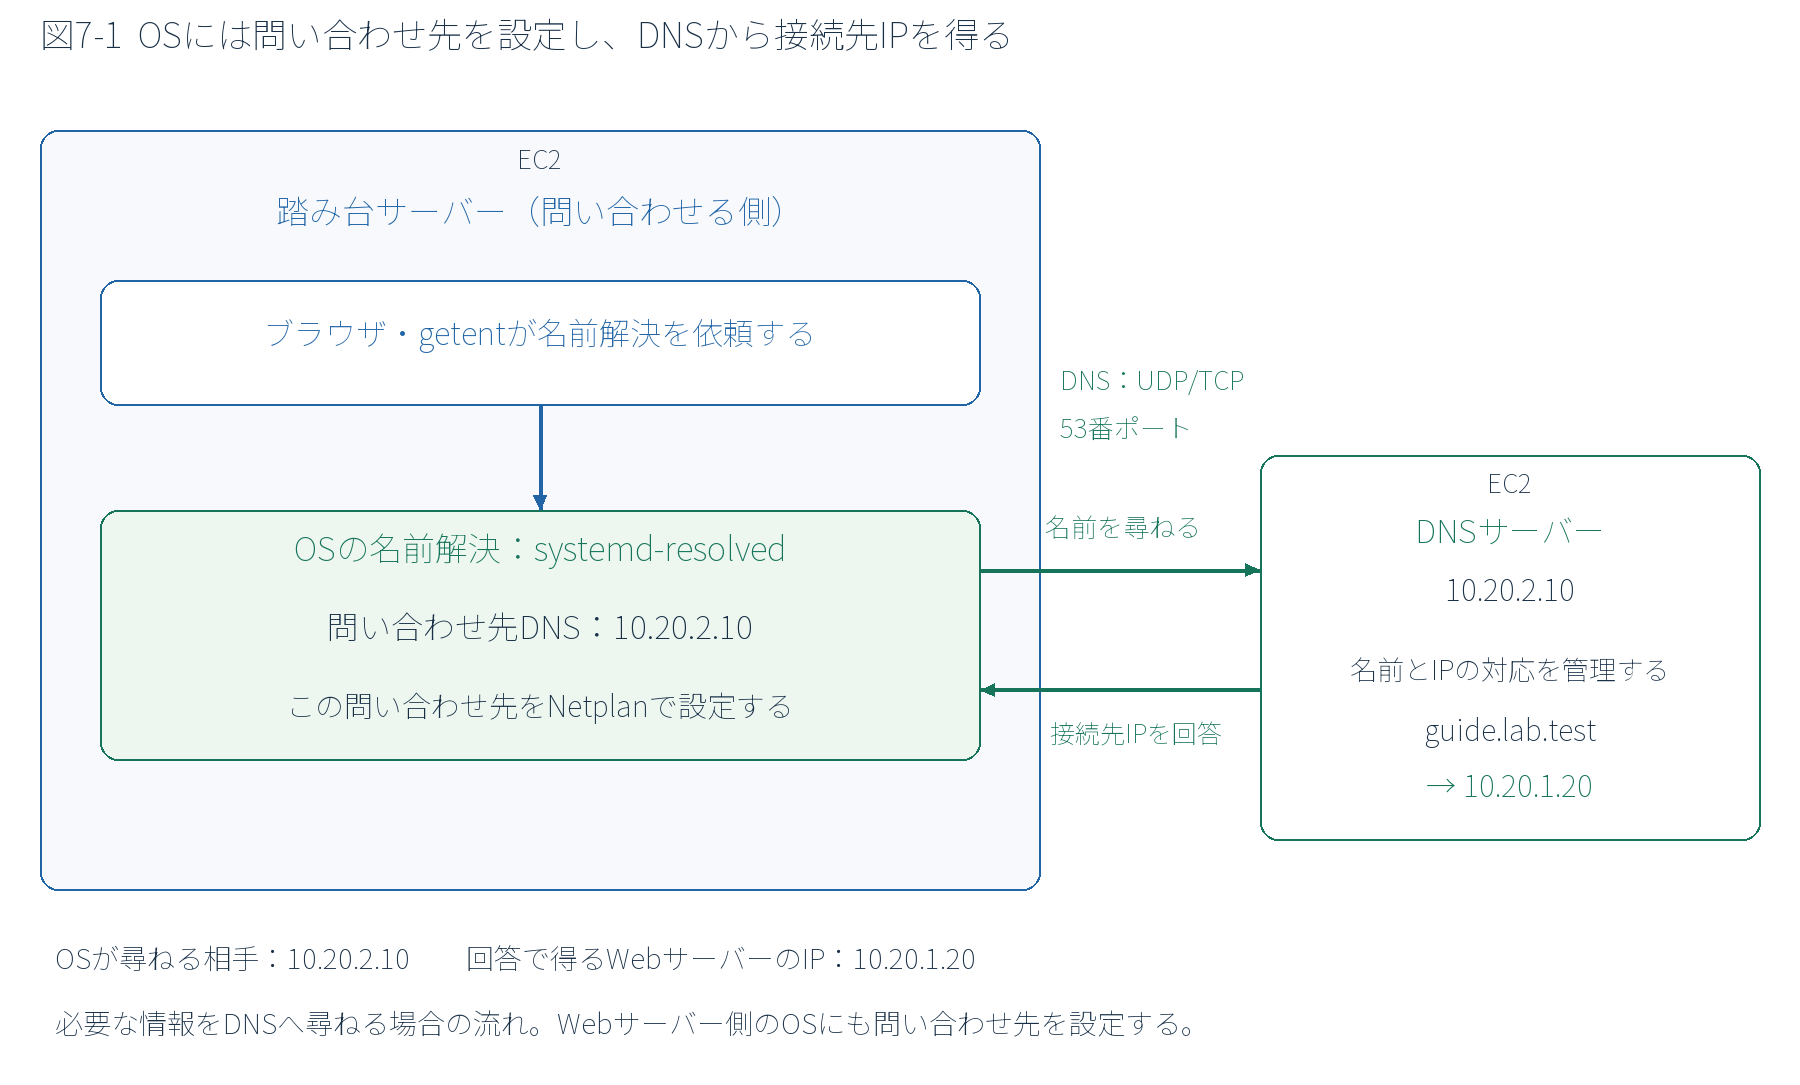 図7-1 OSには問い合わせ先を設定し、DNSから接続先IPを得る
EC2
踏み台サーバー（問い合わせる側）
ブラウザ・getentが名前解決を依頼する
OSの名前解決：systemd-resolved
問い合わせ先DNS：10.20.2.10
この問い合わせ先をNetplanで設定する
DNS：UDP/TCP
53番ポート
名前を尋ねる
接続先IPを回答
EC2
DNSサーバー
10.20.2.10
名前とIPの対応を管理する
guide.lab.test
→ 10.20.1.20
OSが尋ねる相手：10.20.2.10　　回答で得るWebサーバーのIP：10.20.1.20
必要な情報をDNSへ尋ねる場合の流れ。Webサーバー側のOSにも問い合わせ先を設定する。